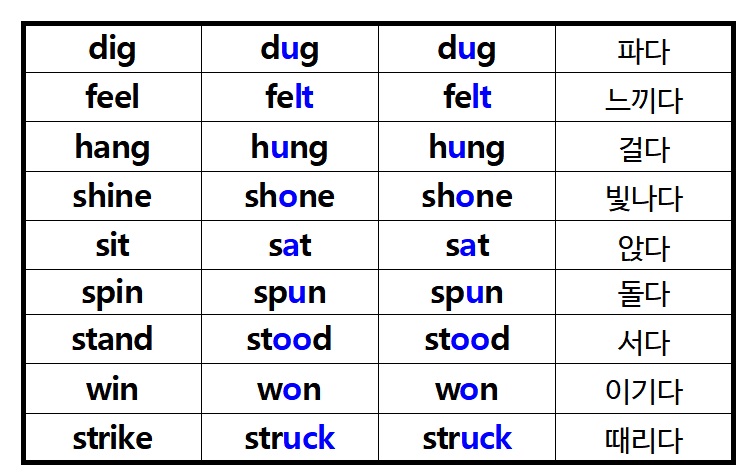 dig dug dug 파다
feel felt felt 느끼다
hang hung hung 걸다
shine shone shone 빛나다
sit sat sat 앉다
spin spun spun 돌다
stand stood stood 서다
win won won 이기다
strike struck struck 때리다